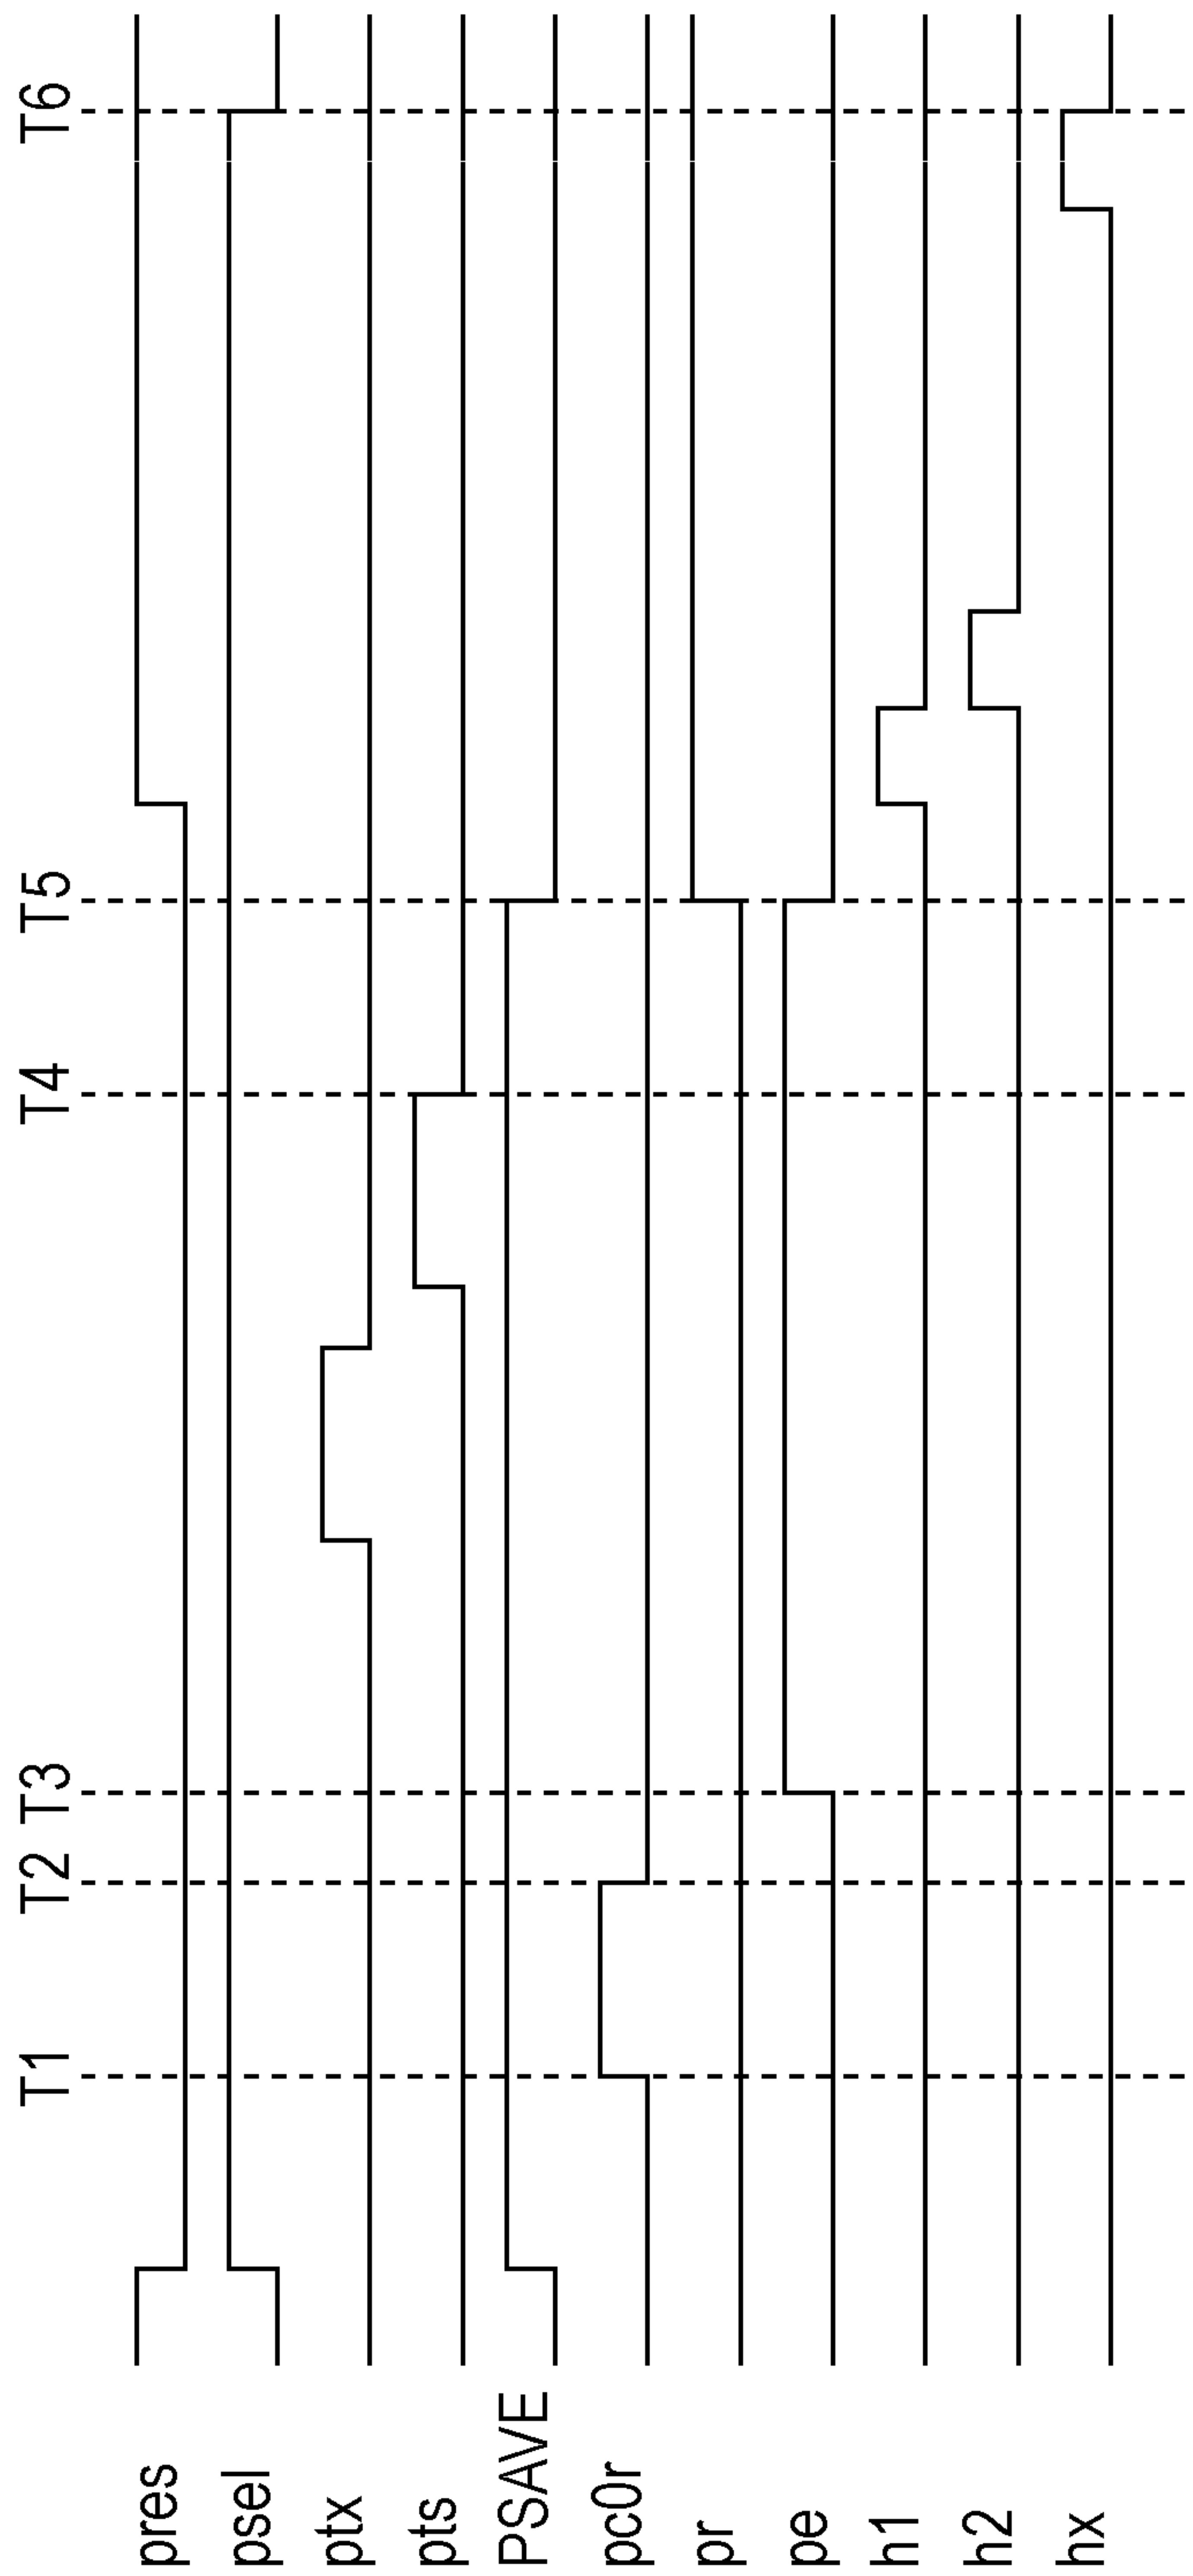 T1 T2 T3 T4 T5 T6
pres
psel
ptx
pts
PSAVE
pc0r
pr
pe
h1
h2
hx